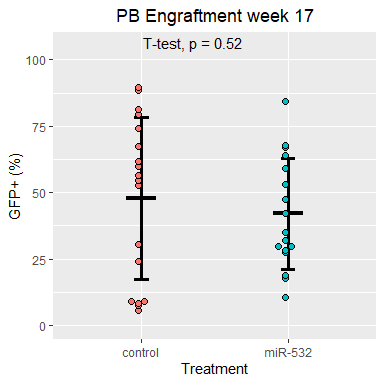 PB Engraftment week 17
T-test, p = 0.52
100
75
50
25
0
GFP+ (%)
control
miR-532
Treatment